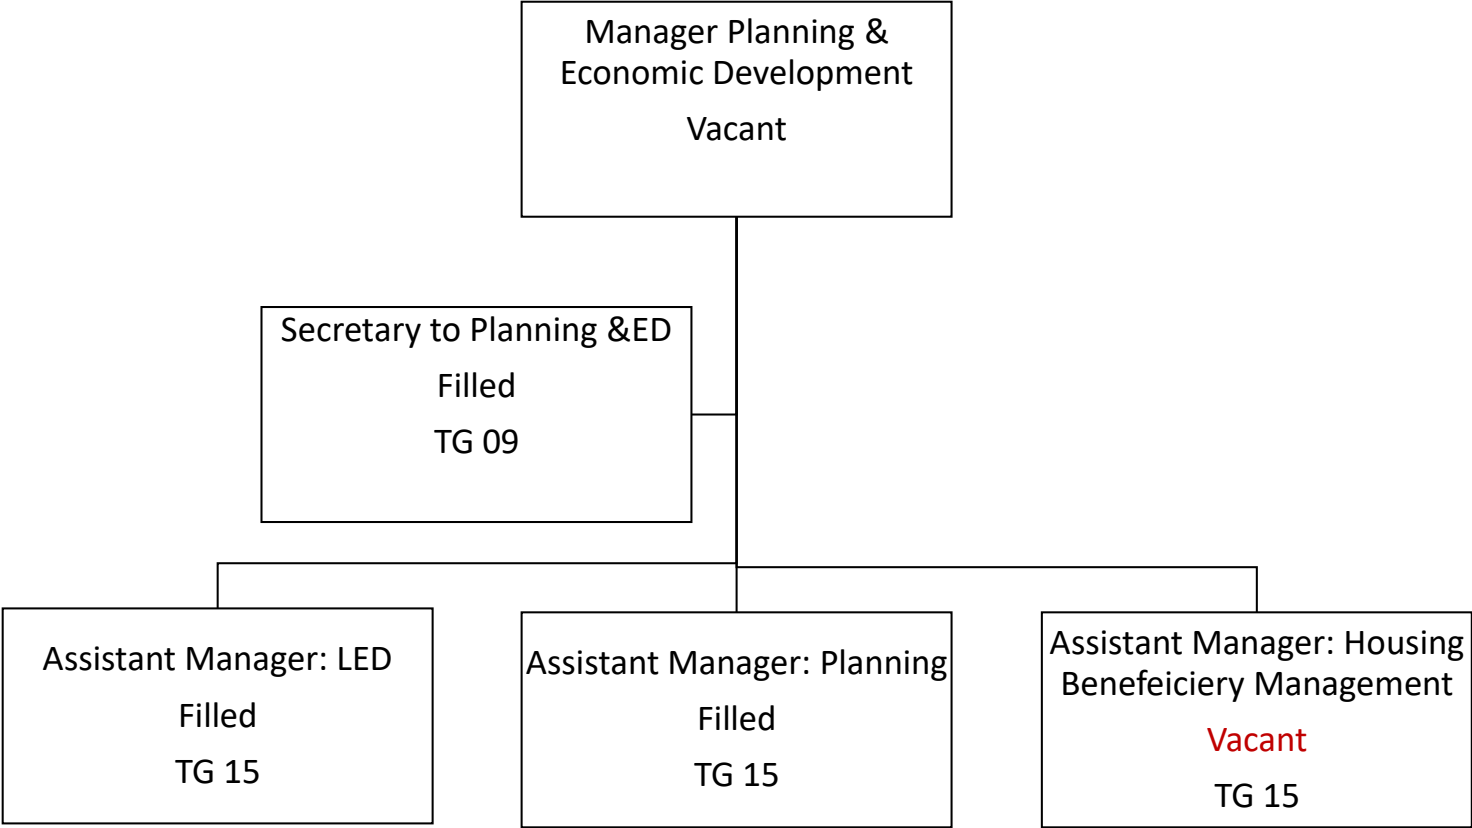 Manager Planning &
Economic Development
Vacant
Secretary to Planning &ED
Filled
TG 09
Assistant Manager: LED
Filled
TG 15
Assistant Manager: Planning
Filled
TG 15
Assistant Manager: Housing
Benefeiciery Management
Vacant
TG 15